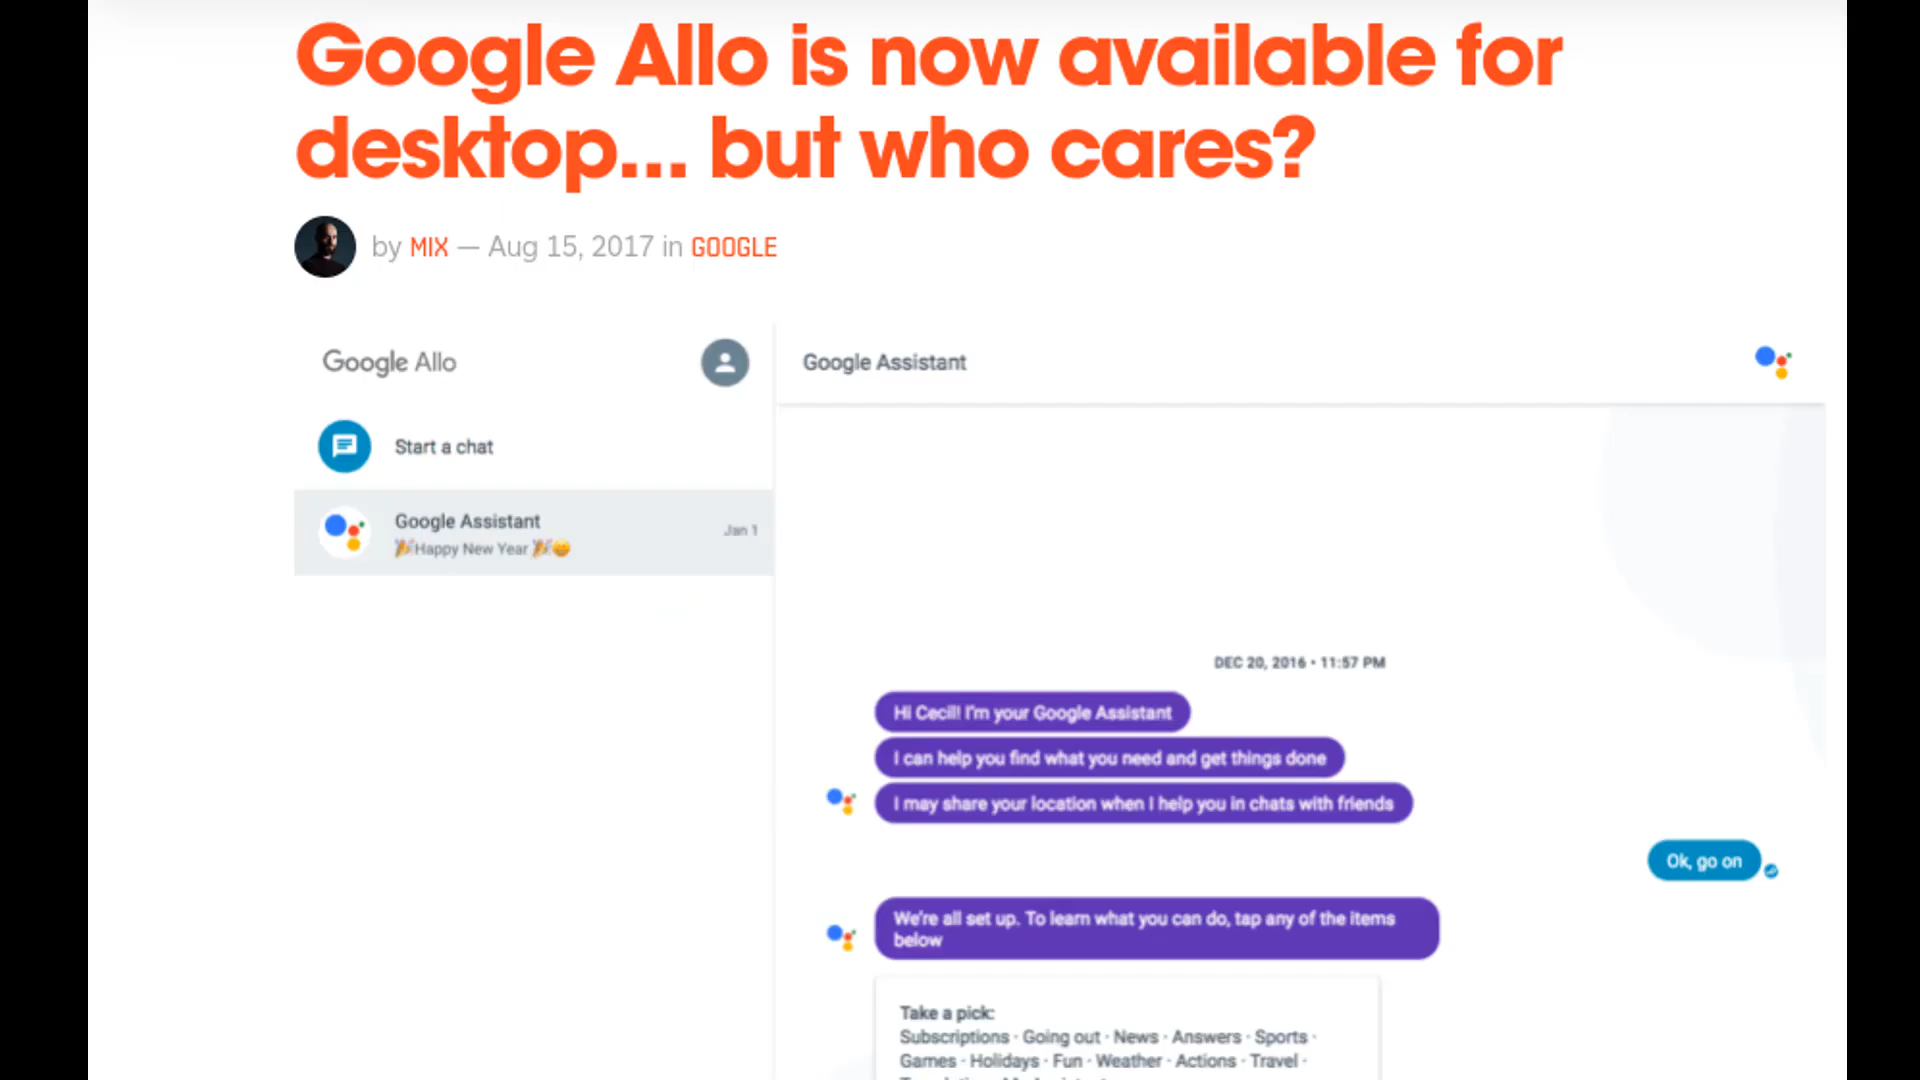 Google Allo is now available for
desktop... but who cares?
by MIX — Aug 15, 2017 in GOOGLE
Google Allo
Google Assistant
Start a chat
Google Assistant
Jan 1
🎉Happy New Year 🎉😄
DEC 20, 2016 • 11:57 PM
Hi Cecil! I'm your Google Assistant
I can help you find what you need and get things done
I may share your location when I help you in chats with friends
Ok, go on
We're all set up. To learn what you can do, tap any of the items
below
Take a pick:
Subscriptions · Going out · News · Answers · Sports ·
Games · Holidays · Fun · Weather · Actions · Travel ·